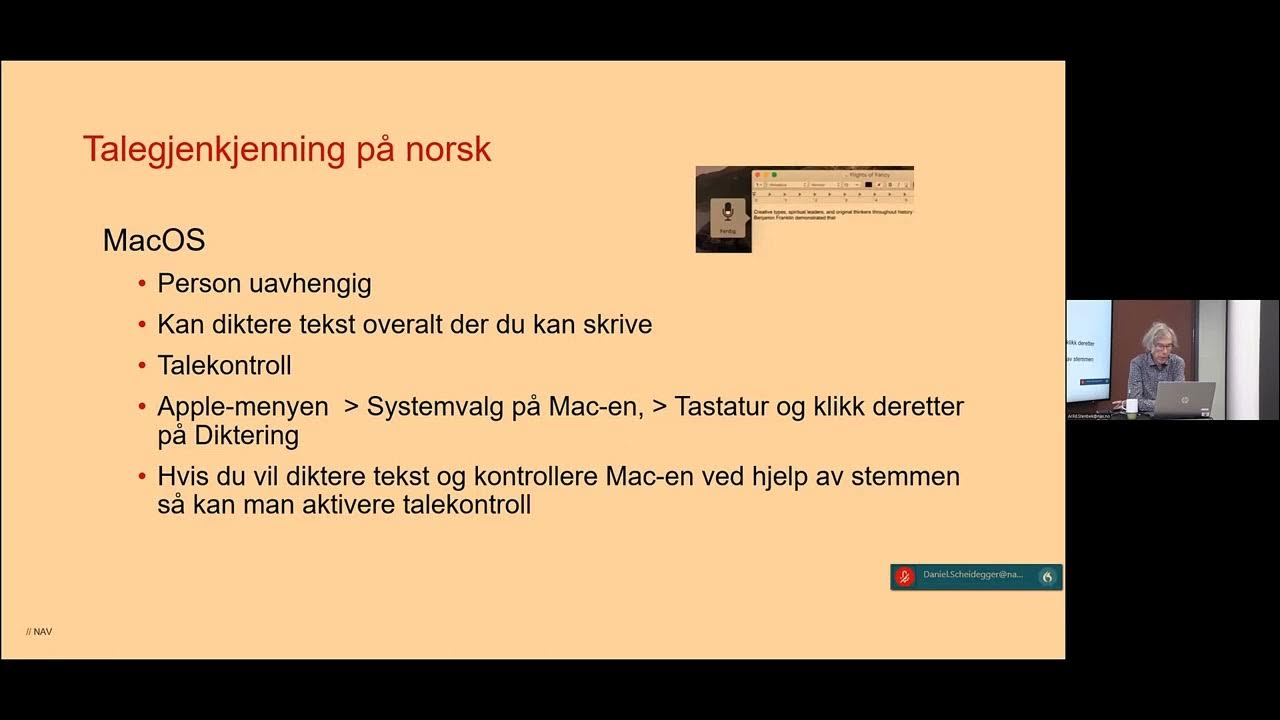 Talegjenkjenning på norsk
Flights of Fancy
Creative types, spiritual leaders, and original thinkers throughout history
Benjamin Franklin demonstrated that
Ferdig
MacOS
• Person uavhengig
• Kan diktere tekst overalt der du kan skrive
• Talekontroll
• Apple-menyen  > Systemvalg på Mac-en, > Tastatur og klikk deretter
på Diktering
• Hvis du vil diktere tekst og kontrollere Mac-en ved hjelp av stemmen
så kan man aktivere talekontroll
Daniel.Scheidegger@na...
// NAV
klikk deretter
av stemmen